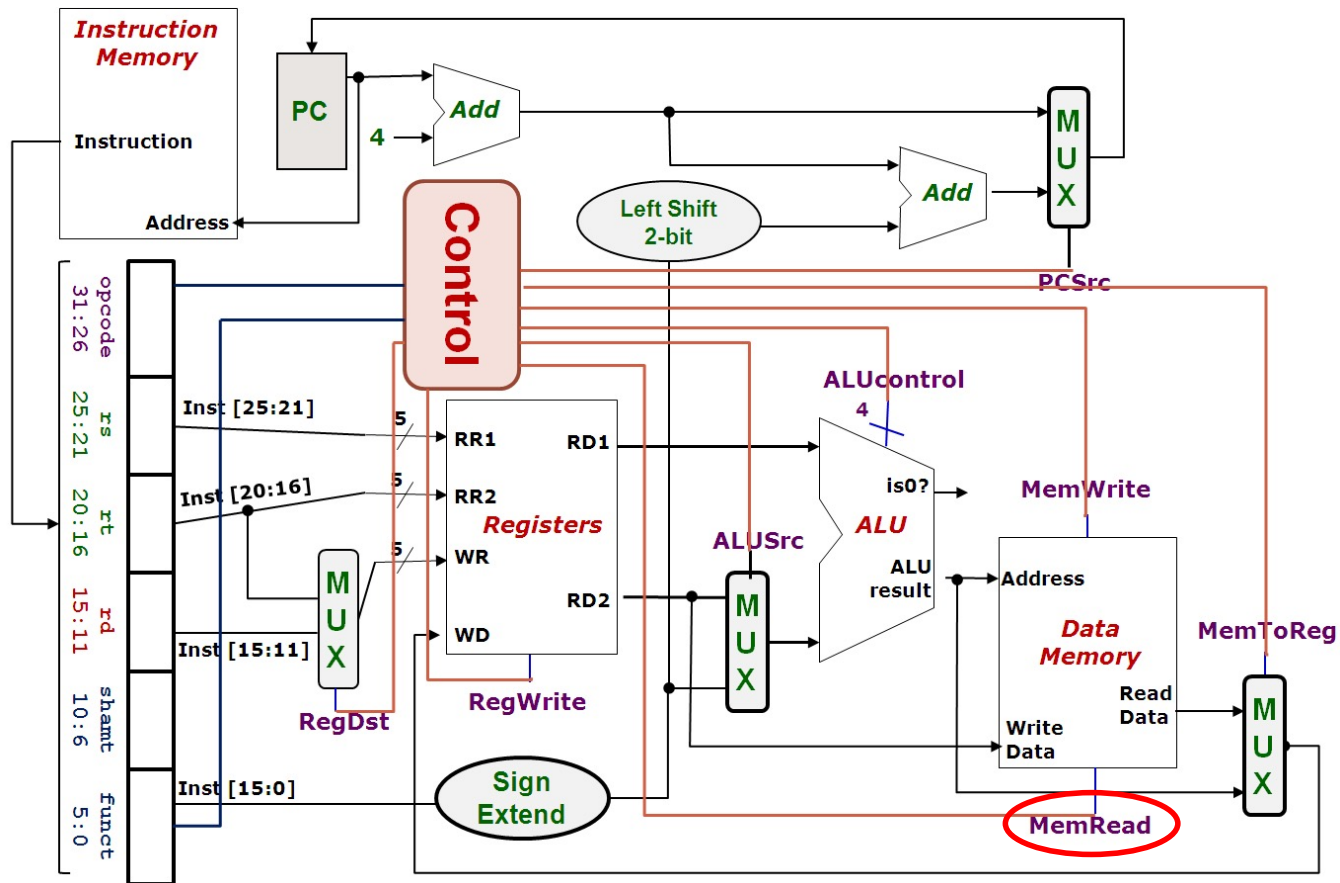 Instruction
Memory
Instruction
Address
PC
4
Add
Add
M
U
X
Left Shift
2-bit
Control
PCSrc
opcode
31:26
rs
25:21
rt
20:16
rd
15:11
shamt
10:6
funct
5:0
Inst [25:21]
5
Inst [20:16]
5
5
M
U
X
Inst [15:11]
RegDst
Inst [15:0]
RR1
RR2
WR
WD
RD1
RD2
Registers
RegWrite
Sign
Extend
ALUSrc
M
U
X
ALUcontrol
4
is0?
ALU
ALU
result
MemWrite
Address
Data
Memory
Read
Data
Write
Data
MemRead
MemToReg
M
U
X